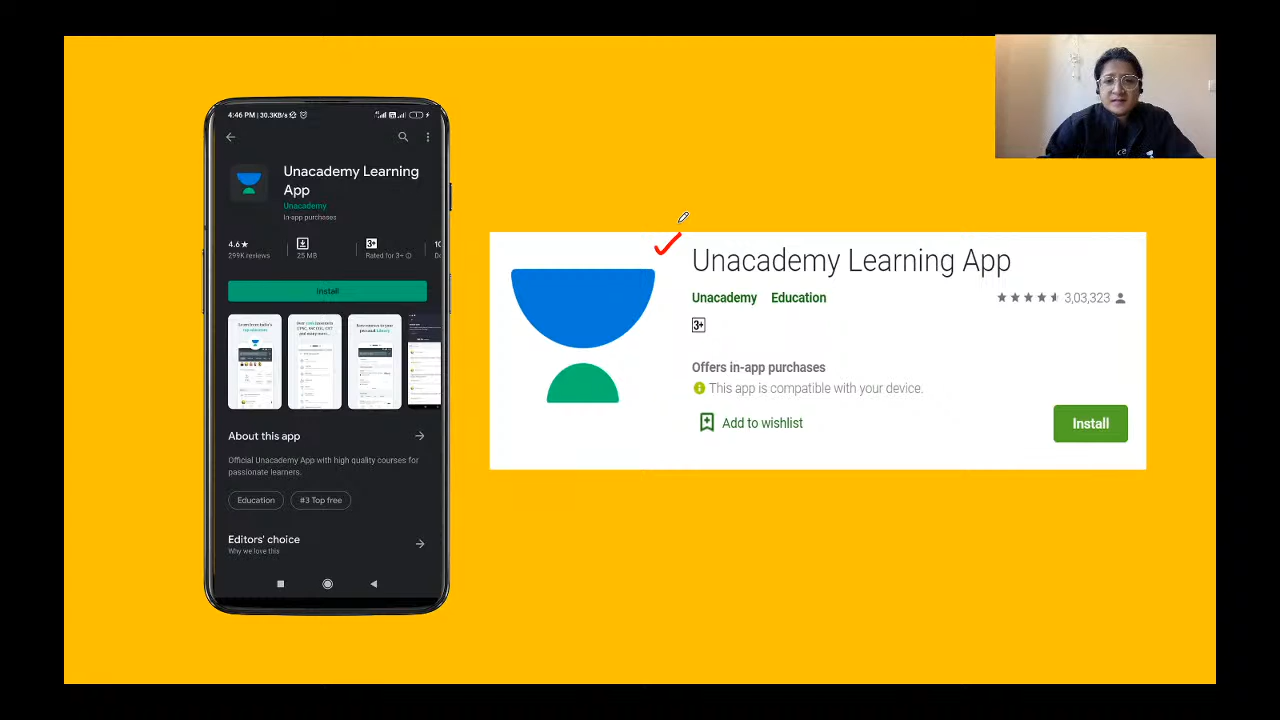 4:46 PM | 30.3KB/s
Unacademy Learning
App
Unacademy
In-app purchases
4.6★
299K reviews
25 MB
3+
Rated for 3+
10
Install
About this app
Official Unacademy App with high quality courses for
passionate learners.
Education
#3 Top free
Editors' choice
Why we love this
Unacademy Learning App
Unacademy Education
3,03,323
3+
Offers in-app purchases
This app is compatible with your device.
Add to wishlist
Install